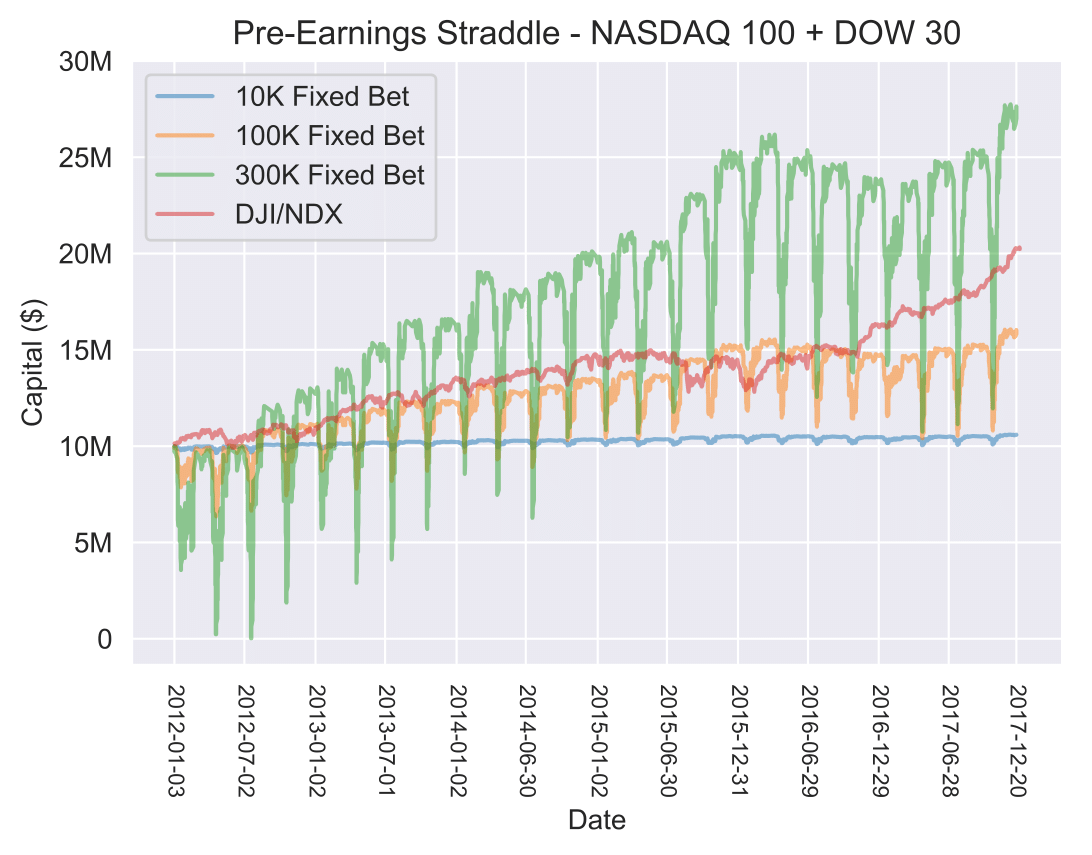 Pre-Earnings Straddle - NASDAQ 100 + DOW 30
30M
25M
20M
15M
10M
5M
0
Capital ($)
10K Fixed Bet
100K Fixed Bet
300K Fixed Bet
DJI/NDX
2012-01-03
2012-07-02
2013-01-02
2013-07-01
2014-01-02
2014-06-30
2015-01-02
2015-06-30
2015-12-31
2016-06-29
2016-12-29
2017-06-28
2017-12-20
Date